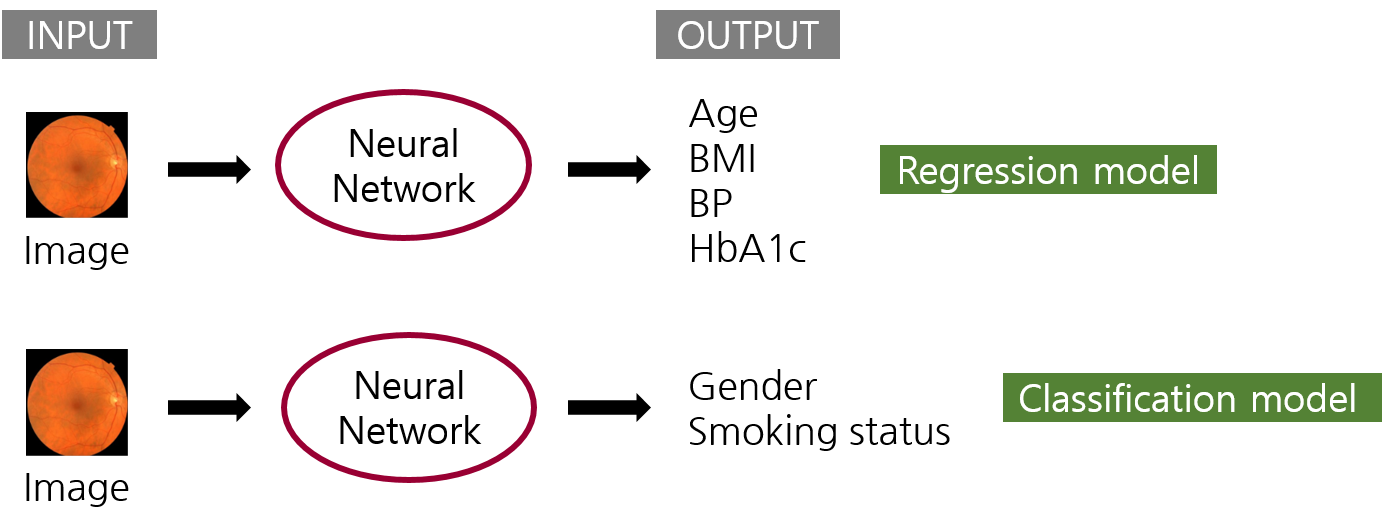 INPUT
OUTPUT
Image
Neural
Network
Age
BMI
BP
HbA1c
Regression model
Image
Neural
Network
Gender
Smoking status
Classification model